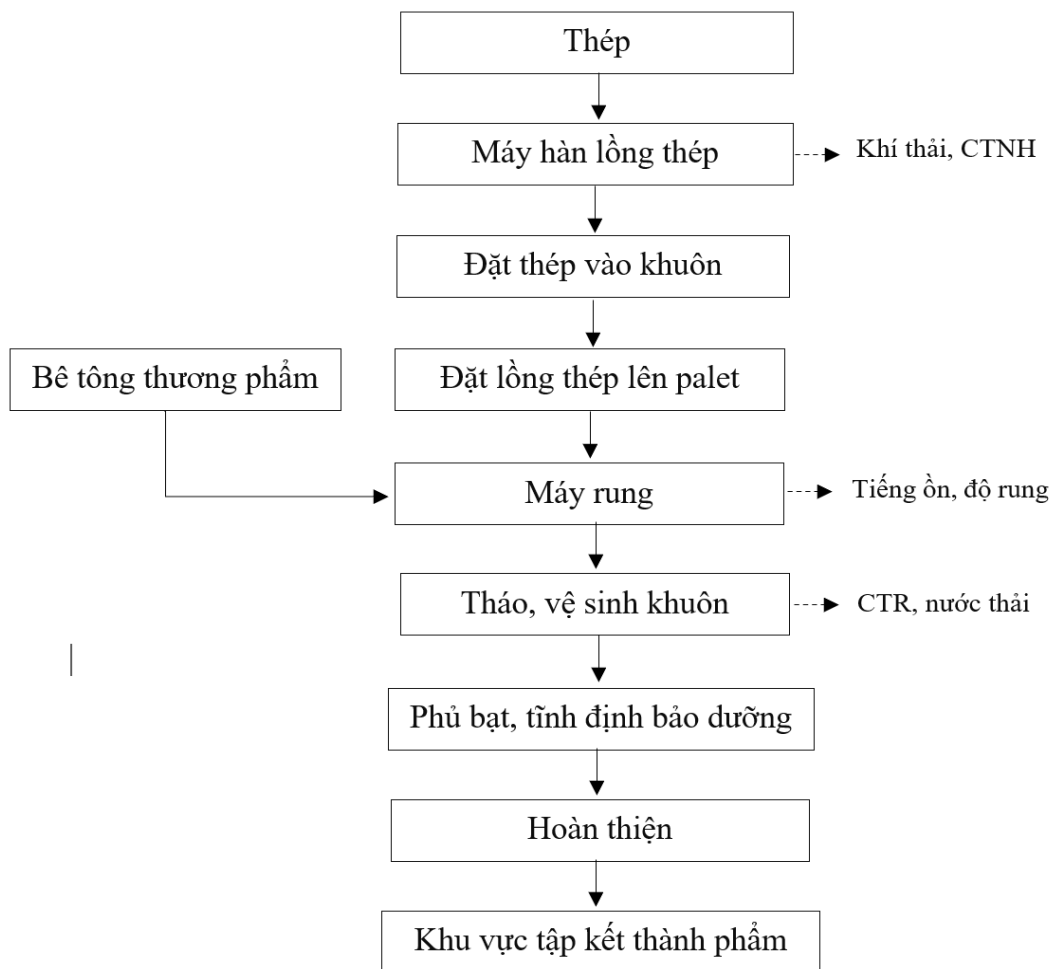 Thép
Máy hàn lồng thép
Khí thải, CTNH
Đặt thép vào khuôn
Bê tông thương phẩm
Đặt lồng thép lên palet
Máy rung
Tiếng ồn, độ rung
Tháo, vệ sinh khuôn
CTR, nước thải
Phủ bạt, tĩnh định bảo dưỡng
Hoàn thiện
Khu vực tập kết thành phẩm